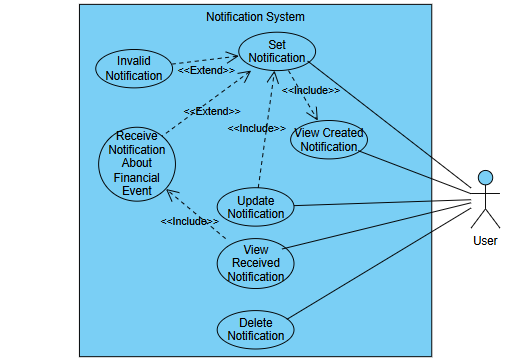 Notification System
Set
Notification
Invalid
Notification
<<Extend>>
<<Include>>
<<Extend>>
<<Include>>
View Created
Notification
Receive
Notification
About
Financial
Event
Update
Notification
<<Include>>
User
View
Received
Notification
Delete
Notification